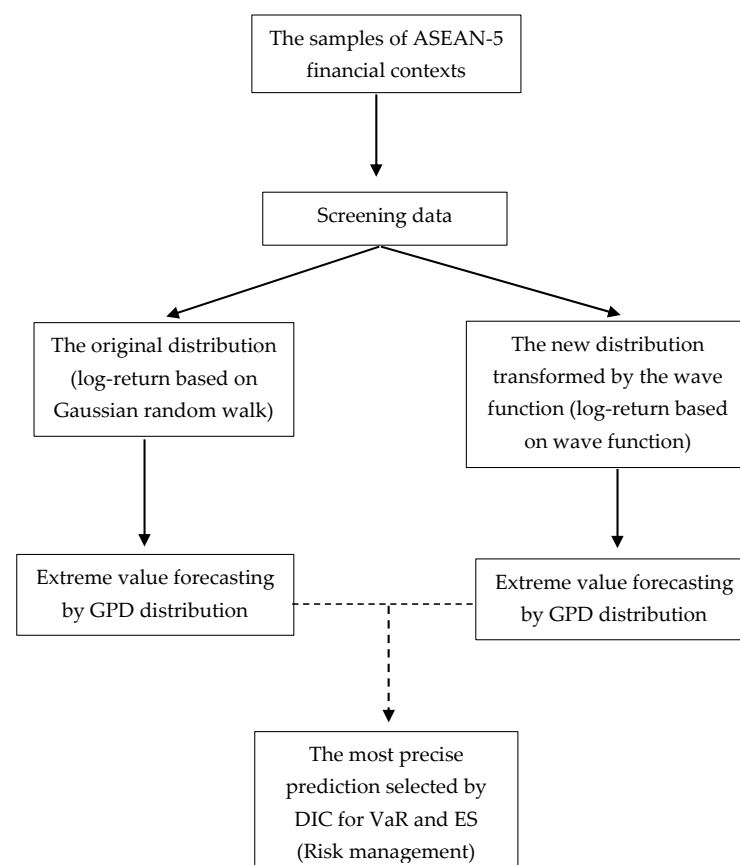 The samples of ASEAN-5
financial contexts
Screening data
The original distribution
(log-return based on
Gaussian random walk)
The new distribution
transformed by the wave
function (log-return based
on wave function)
Extreme value forecasting
by GPD distribution
Extreme value forecasting
by GPD distribution
The most precise
prediction selected by
DIC for VaR and ES
(Risk management)